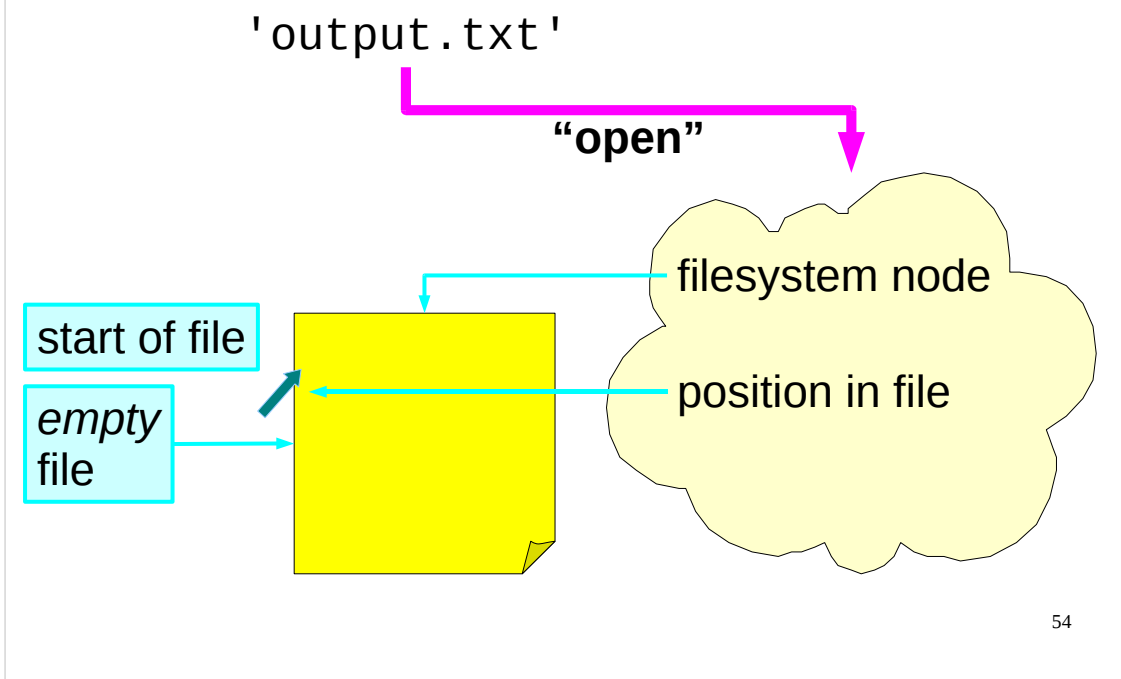 'output.txt'
“open”
filesystem node
start of file
position in file
empty
file
54